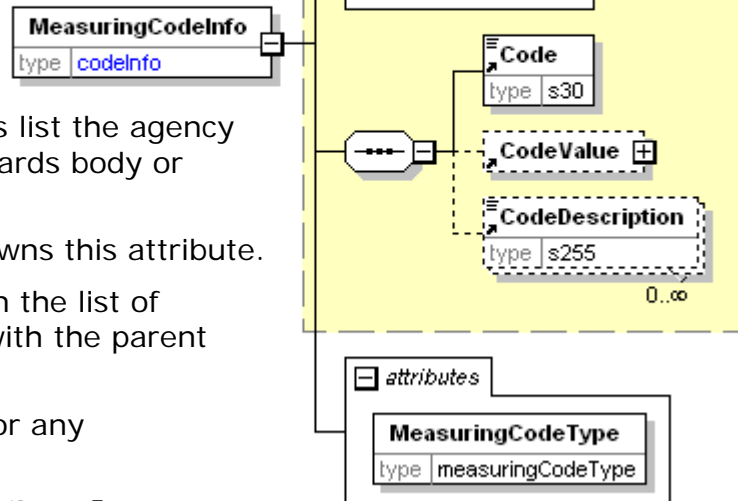 MeasuringCodeInfo
type codeInfo
s list the agency
ards body or
wns this attribute.
n the list of
with the parent
or any
Code
type s30
CodeValue
CodeDescription
type s255
0..∞
attributes
MeasuringCodeType
type measuringCodeType